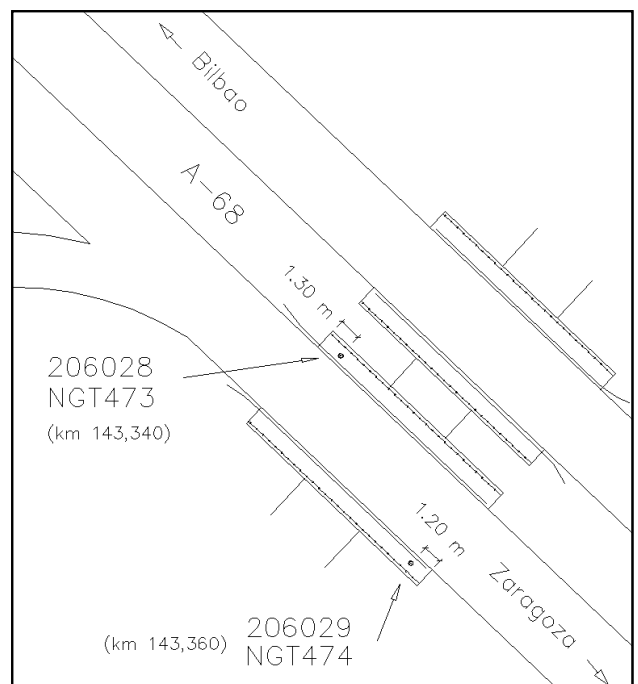 Bilbao
A-68
1.30 m
206028
NGT473
(km 143,340)
1.20 m
Zaragoza
(km 143,360)
206029
NGT474